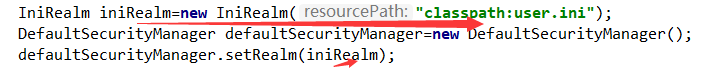 IniRealm iniRealm=new IniRealm( resourcePath: "classpath:user.ini");
DefaultSecurityManager defaultSecurityManager=new DefaultSecurityManager();
defaultSecurityManager.setRealm(iniRealm);